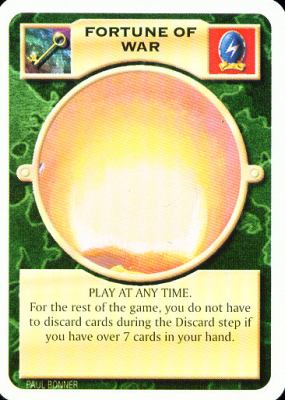 FORTUNE OF
WAR
PLAY AT ANY TIME.
For the rest of the game, you do not have
to discard cards during the Discard step if
you have over 7 cards in your hand.
PAUL BONNER